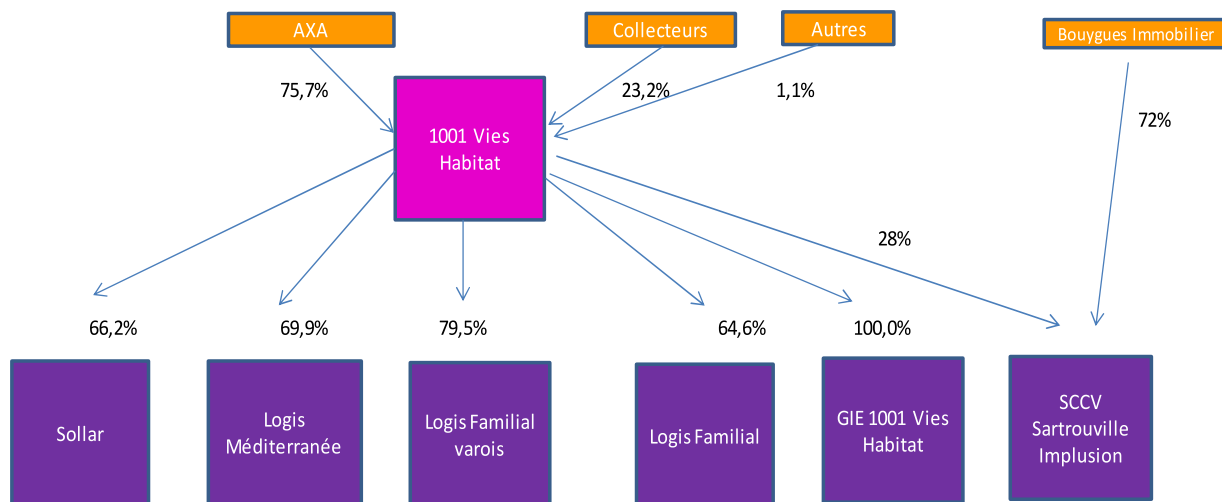 AXA
Collecteurs
Autres
Bouygues Immobilier
75,7%
23,2%
1,1%
72%
1001 Vies
Habitat
28%
66,2%
69,9%
79,5%
64,6%
100,0%
Sollar
Logis
Méditerranée
Logis Familial
varois
Logis Familial
GIE 1001 Vies
Habitat
SCCV
Sartrouville
Implusion